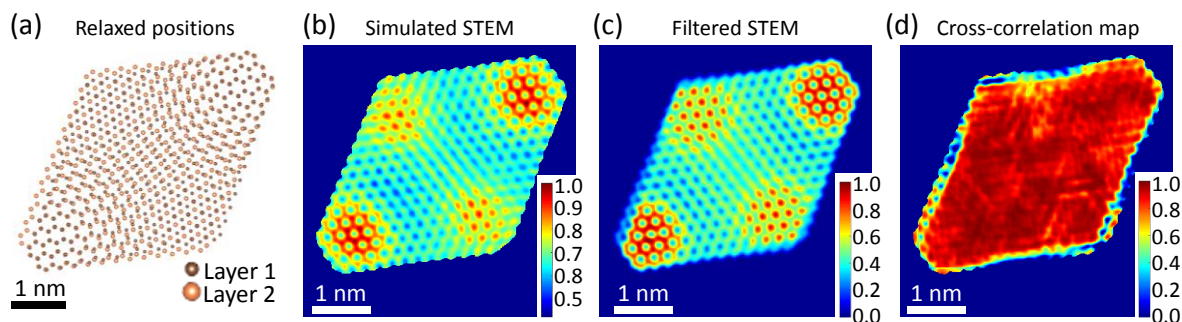 (a) Relaxed positions
Layer 1
Layer 2
1 nm
(b) Simulated STEM
1.0
0.9
0.8
0.7
0.6
0.5
1 nm
(c) Filtered STEM
1.0
0.8
0.6
0.4
0.2
0.0
1 nm
(d) Cross-correlation map
1.0
0.8
0.6
0.4
0.2
0.0
1 nm